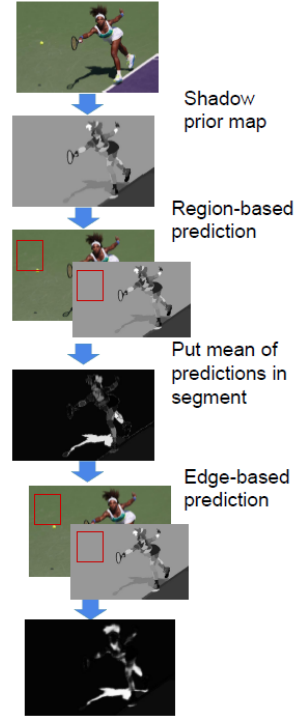 Shadow
prior map
Region-based
prediction
Put mean of
predictions in
segment
Edge-based
prediction